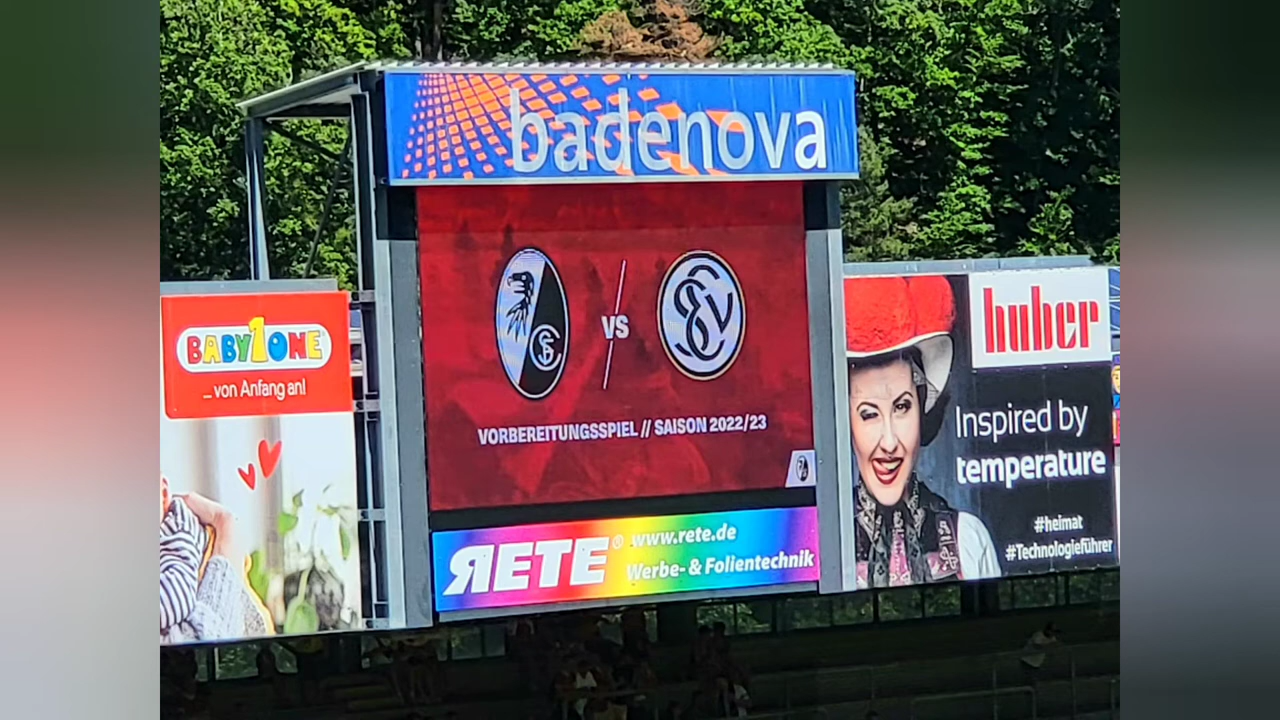 badenova
BABY1ONE
... von Anfang an!
VS
VORBEREITUNGSSPIEL // SAISON 2022/23
RETE® www.rete.de
Werbe- & Folientechnik
huber
Inspired by
temperature
#heimat
#Technologieführer